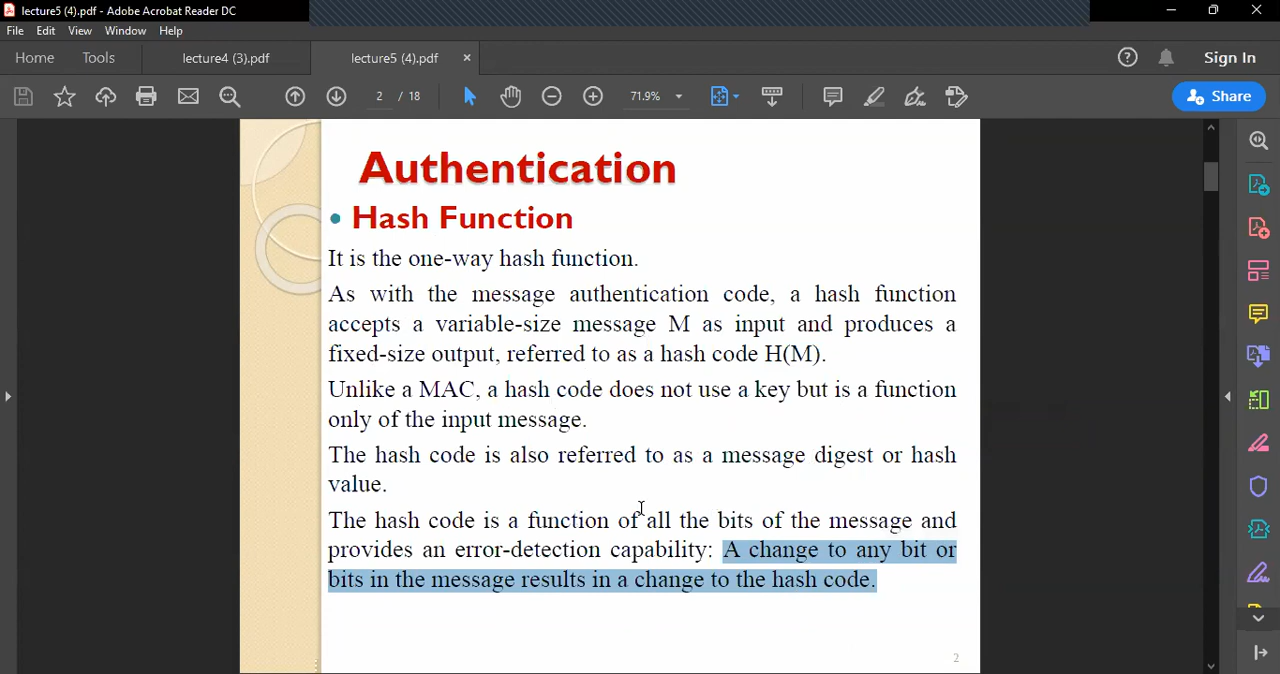 lecture5 (4).pdf - Adobe Acrobat Reader DC
File Edit View Window Help
Home Tools lecture4 (3).pdf lecture5 (4).pdf × Sign In
2 / 18 71.9% Share
Authentication
• Hash Function
It is the one-way hash function.
As with the message authentication code, a hash function
accepts a variable-size message M as input and produces a
fixed-size output, referred to as a hash code H(M).
Unlike a MAC, a hash code does not use a key but is a function
only of the input message.
The hash code is also referred to as a message digest or hash
value.
The hash code is a function of all the bits of the message and
provides an error-detection capability: A change to any bit or
bits in the message results in a change to the hash code.
2